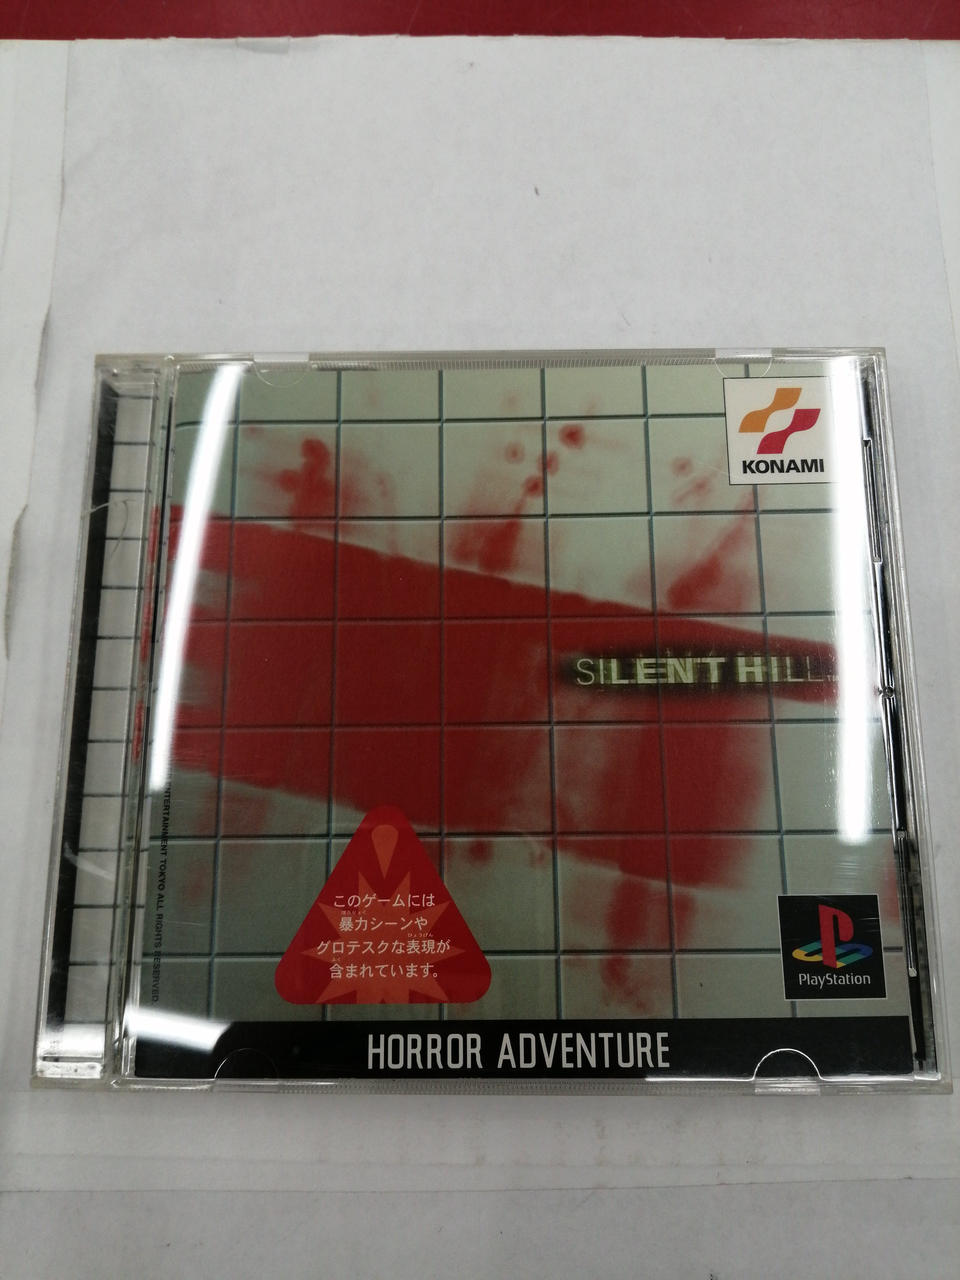 KONAMI
SILENT HILL
TM
ENTERTAINMENT TOKYO ALL RIGHTS RESERVED.
このゲームには
暴力シーンや
グロテスクな表現が
含まれています。
PlayStation
HORROR ADVENTURE